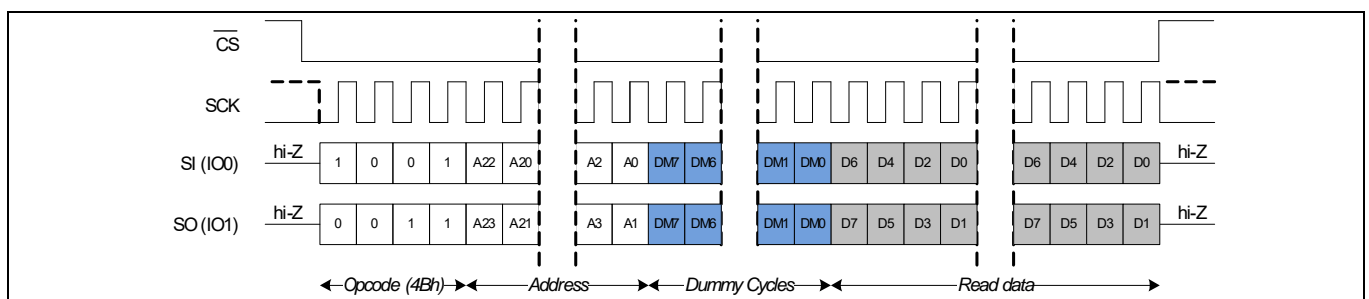 CS
SCK
SI (IO0) hi-Z 1 0 0 1 A22 A20 A2 A0 DM7 DM6 DM1 DM0 D6 D4 D2 D0 D6 D4 D2 D0 hi-Z
SO (IO1) hi-Z 0 0 1 1 A23 A21 A3 A1 DM7 DM6 DM1 DM0 D7 D5 D3 D1 D7 D5 D3 D1 hi-Z
Opcode (4Bh) Address Dummy Cycles Read data